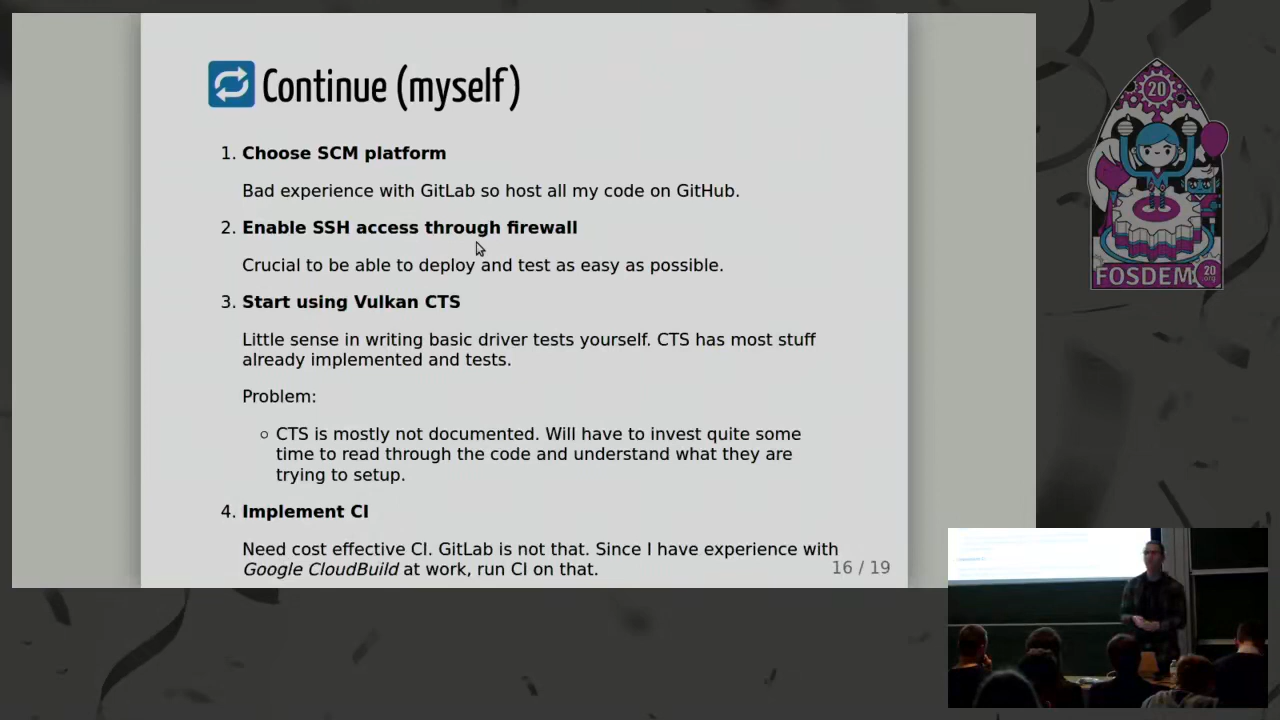 Continue (myself)
1. Choose SCM platform
Bad experience with GitLab so host all my code on GitHub.
2. Enable SSH access through firewall
Crucial to be able to deploy and test as easy as possible.
3. Start using Vulkan CTS
Little sense in writing basic driver tests yourself. CTS has most stuff
already implemented and tests.
Problem:
CTS is mostly not documented. Will have to invest quite some
time to read through the code and understand what they are
trying to setup.
4. Implement CI
Need cost effective CI. GitLab is not that. Since I have experience with
Google CloudBuild at work, run CI on that.
16 / 19
20
FOSDEM
20
.org